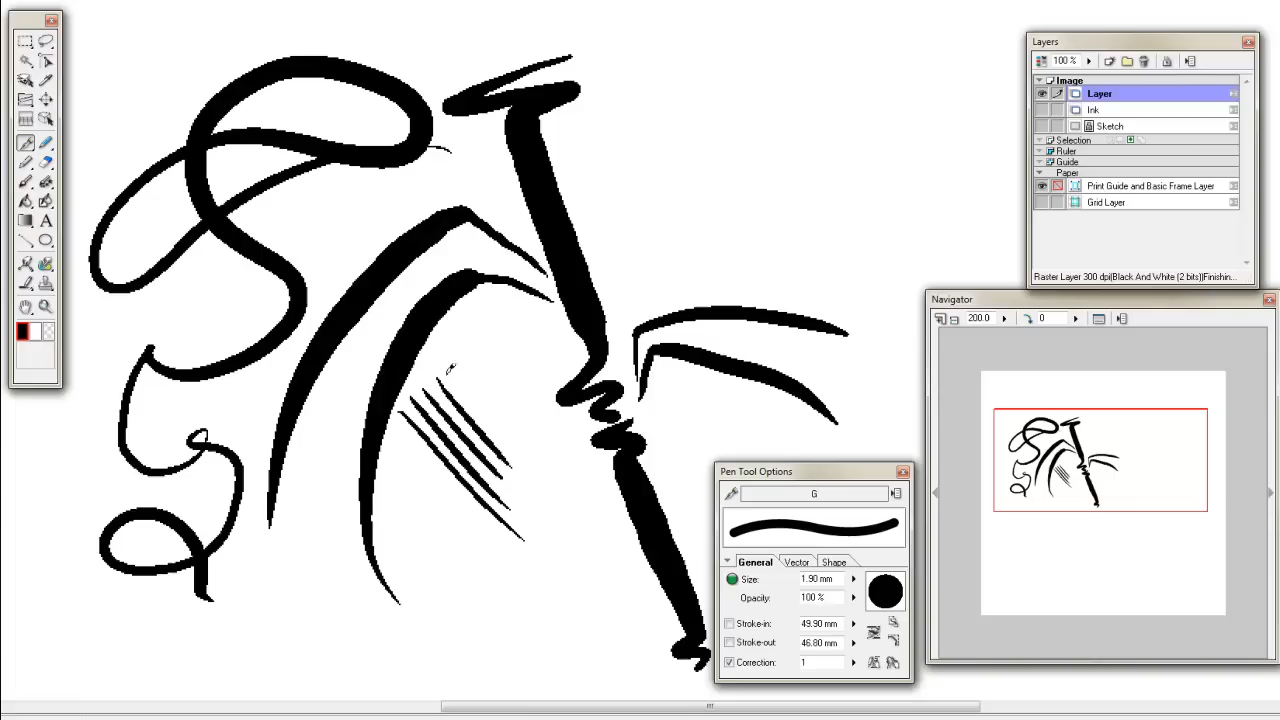 Layers
100 %
Image
Layer
Ink
Sketch
Selection
Ruler
Guide
Paper
Print Guide and Basic Frame Layer
Grid Layer
Raster Layer 300 dpi(Black And White (2 bits))Finishin...
Navigator
200.0
0
Pen Tool Options
G
General
Vector
Shape
Size:
1.90 mm
Opacity:
100 %
Stroke-in:
49.90 mm
Stroke-out:
46.80 mm
Correction:
1
A